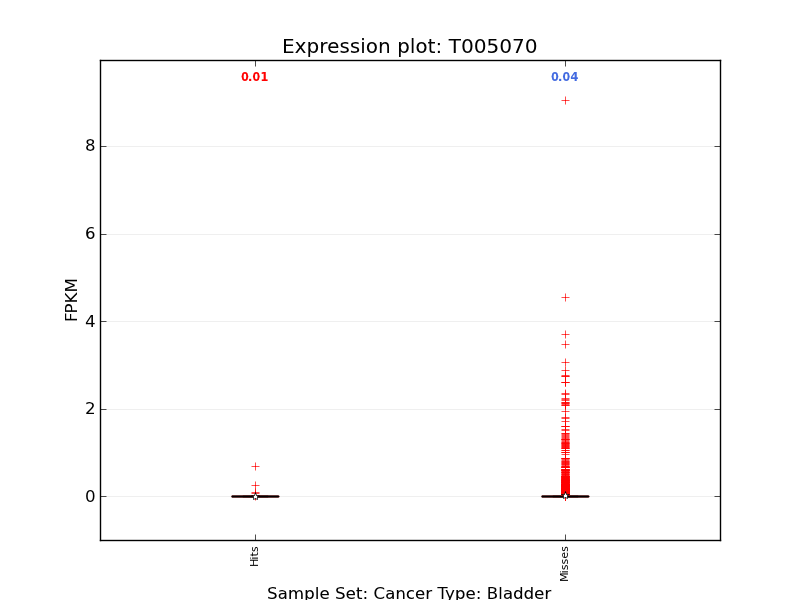 Expression plot: T005070
0.01
0.04
8
6
4
2
0
FPKM
Hits
Misses
Sample Set: Cancer Type: Bladder